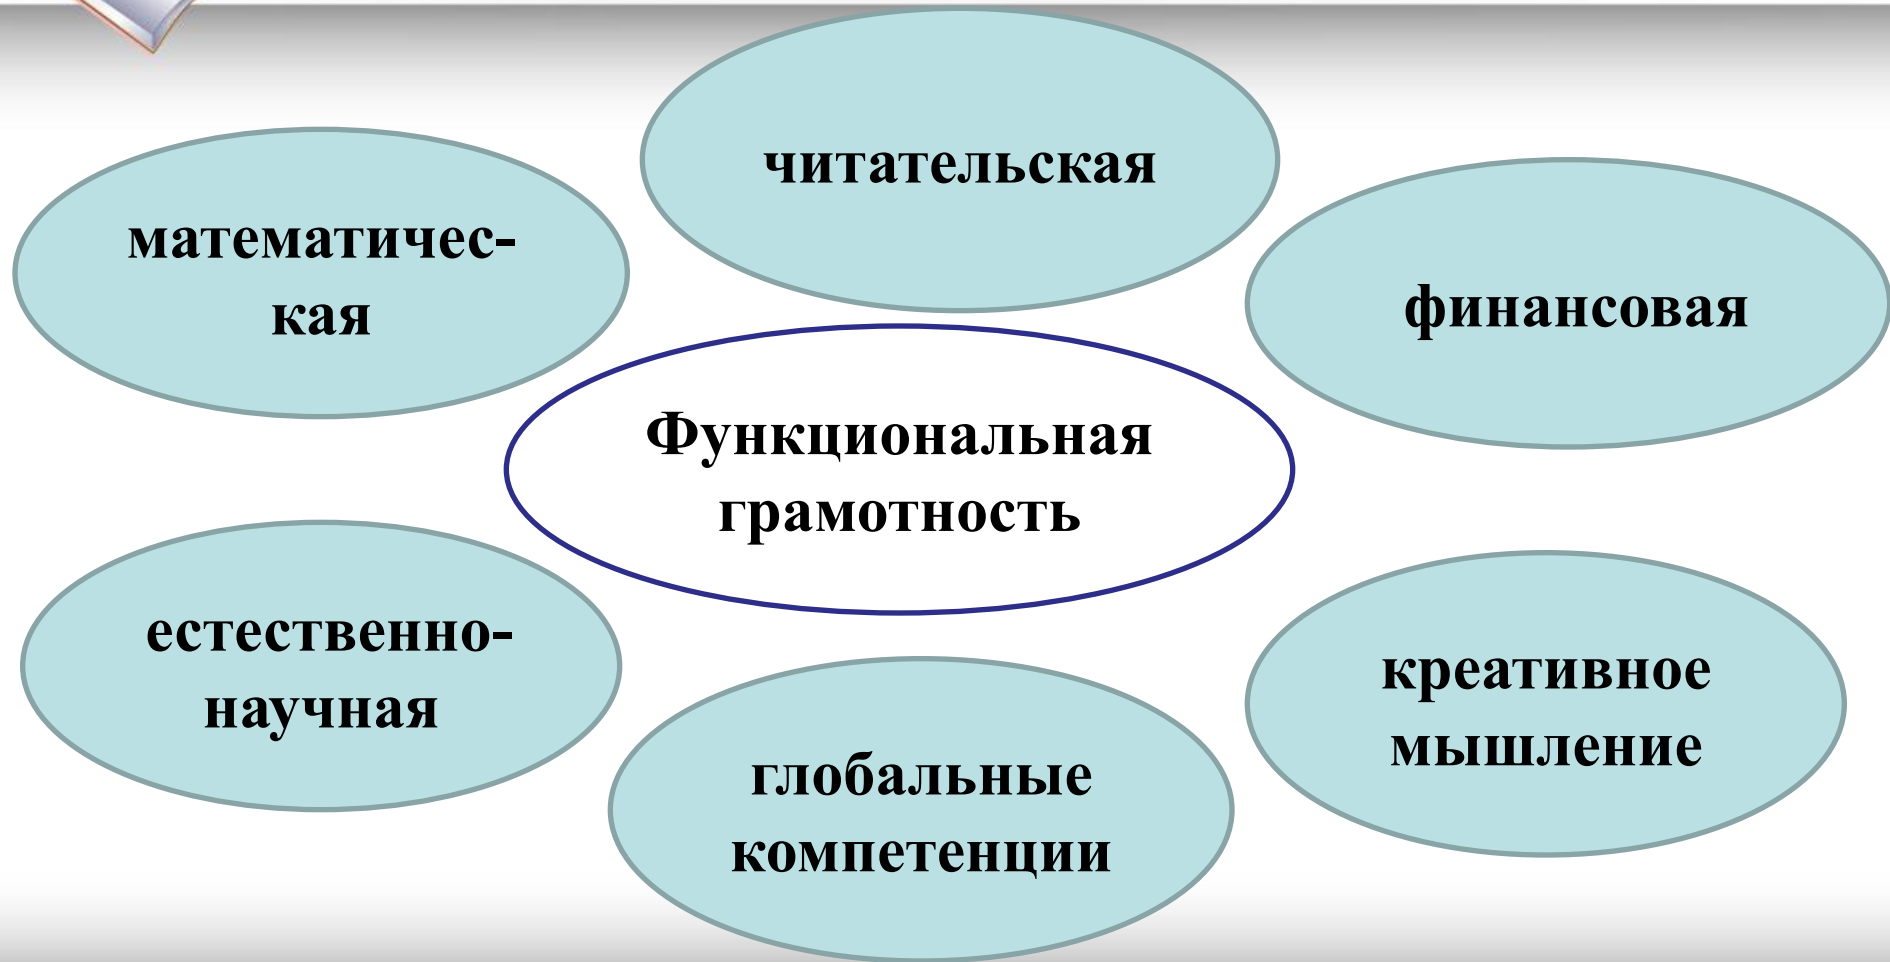 читательская
математичес-
кая
финансовая
Функциональная
грамотность
естественно-
научная
креативное
мышление
глобальные
компетенции